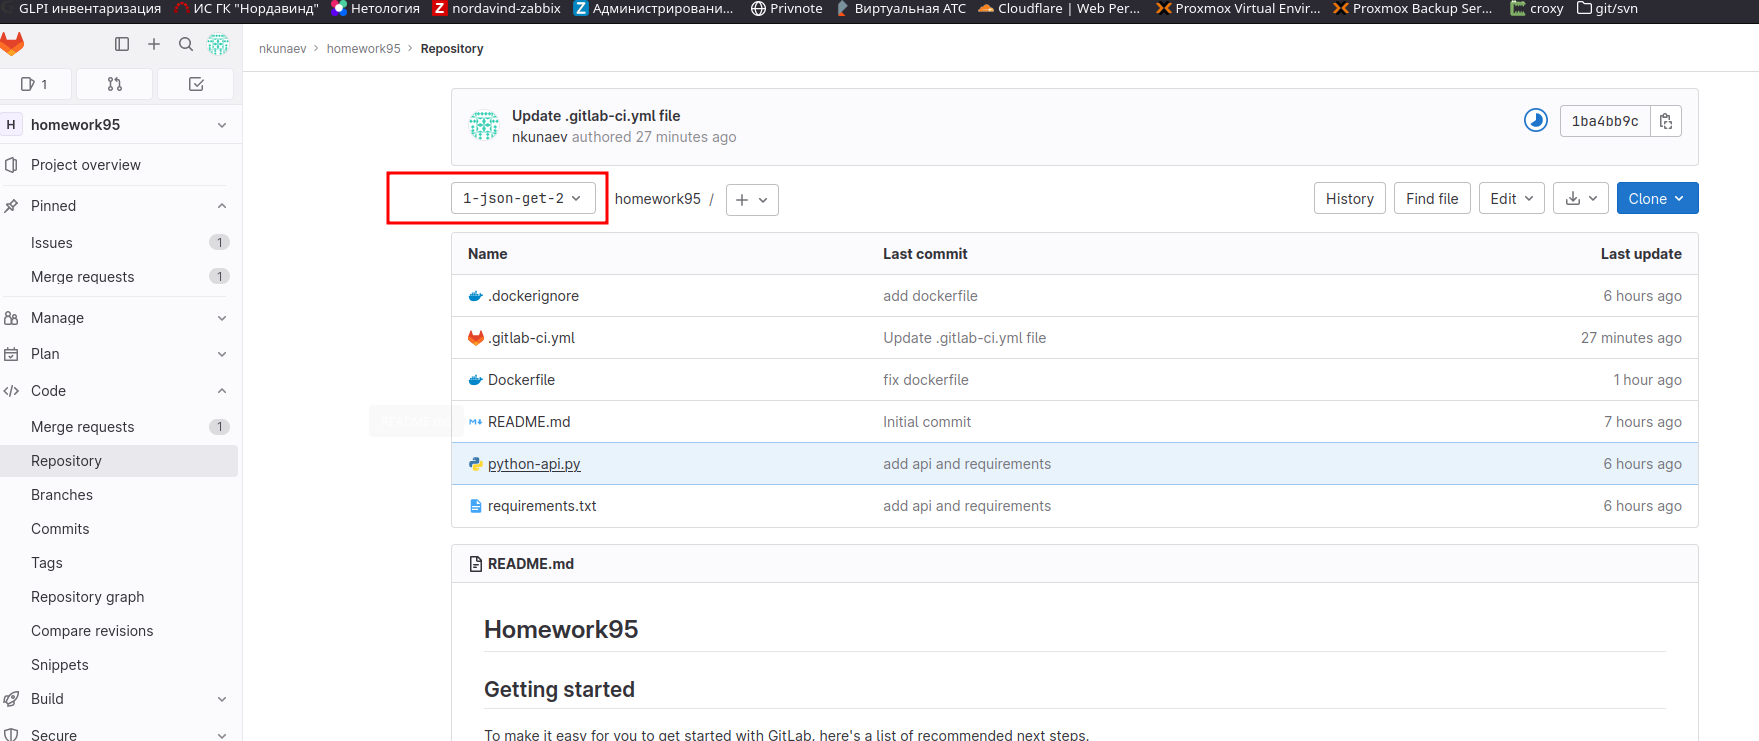 GLPI инвентаризация ИС ГК "Нордавинд" Нетология nordavind-zabbix Администрировани... Privnote Виртуальная АТС Cloudflare | Web Per... Proxmox Virtual Envir... Proxmox Backup Ser... croxy git/svn
nkunaev › homework95 › Repository
1
H homework95
Project overview
Pinned
Issues 1
Merge requests 1
Manage
Plan
Code
Merge requests 1
Repository
Branches
Commits
Tags
Repository graph
Compare revisions
Snippets
Build
Secure
Update .gitlab-ci.yml file
nkunaev authored 27 minutes ago
1ba4bb9c
1-json-get-2 homework95 / + History Find file Edit Clone
Name Last commit Last update
.dockerignore add dockerfile 6 hours ago
.gitlab-ci.yml Update .gitlab-ci.yml file 27 minutes ago
Dockerfile fix dockerfile 1 hour ago
README.md Initial commit 7 hours ago
python-api.py add api and requirements 6 hours ago
requirements.txt add api and requirements 6 hours ago
README.md
Homework95
Getting started
To make it easy for you to get started with GitLab, here's a list of recommended next steps.